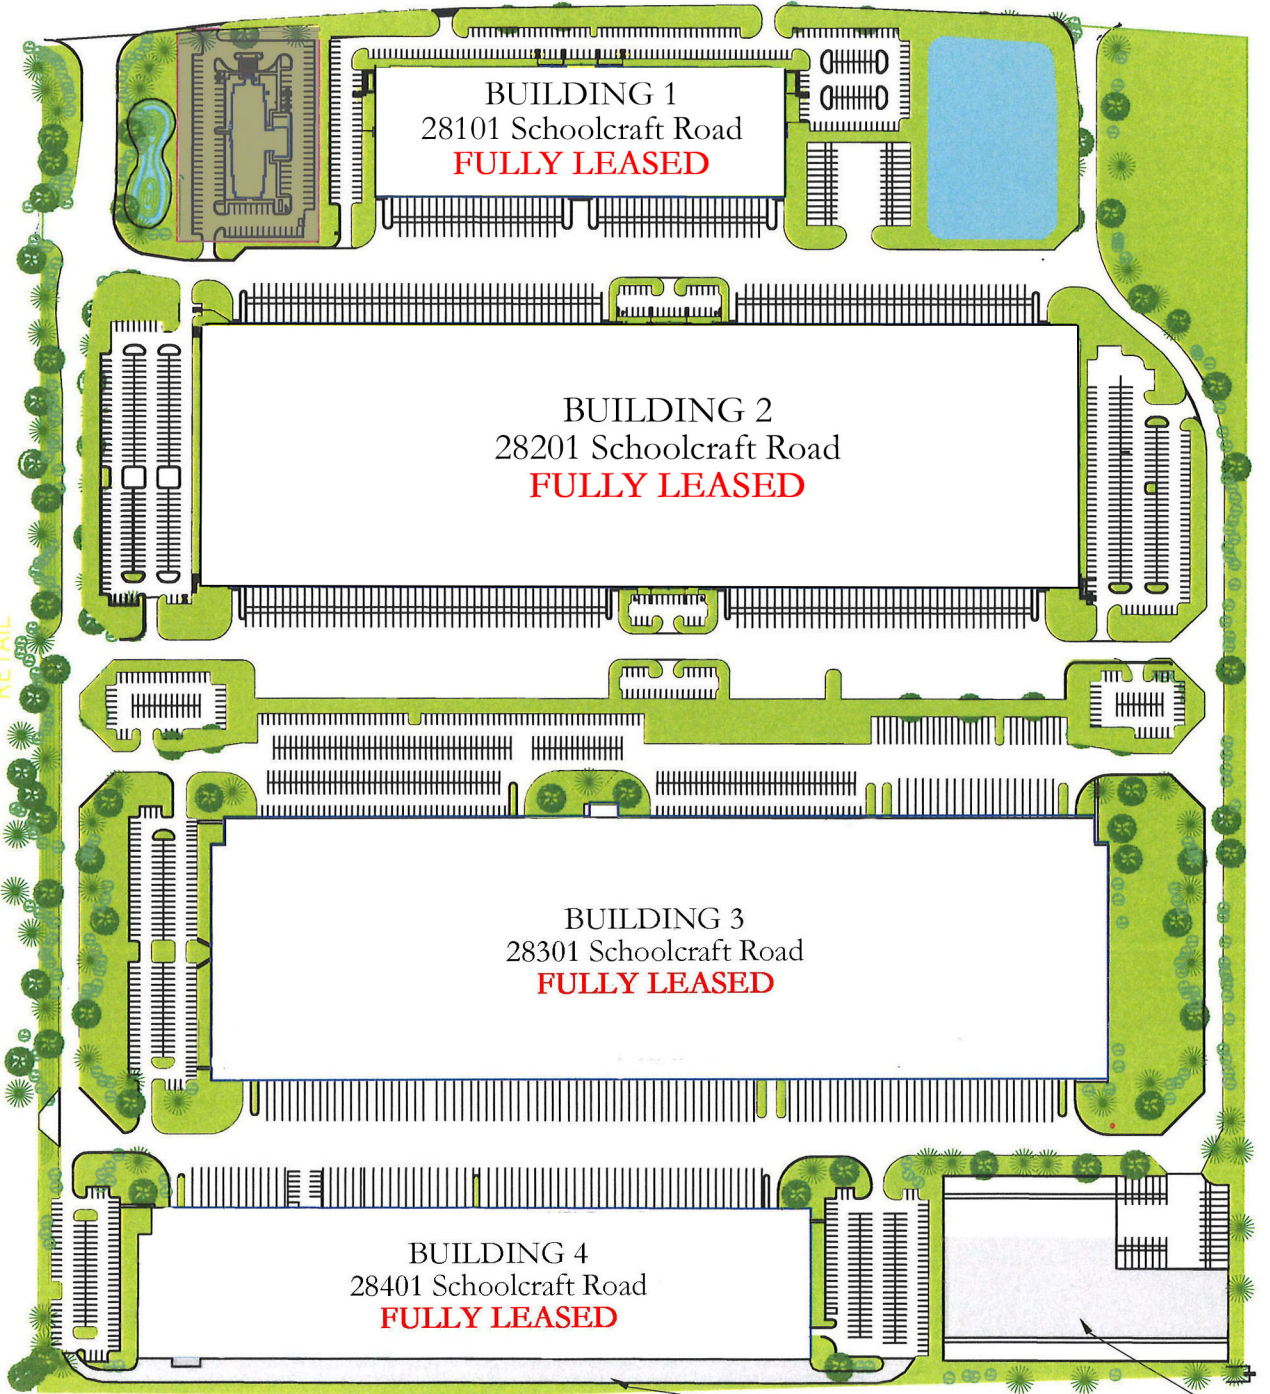 BUILDING 1
28101 Schoolcraft Road
FULLY LEASED
BUILDING 2
28201 Schoolcraft Road
FULLY LEASED
RETAIL
BUILDING 3
28301 Schoolcraft Road
FULLY LEASED
BUILDING 4
28401 Schoolcraft Road
FULLY LEASED